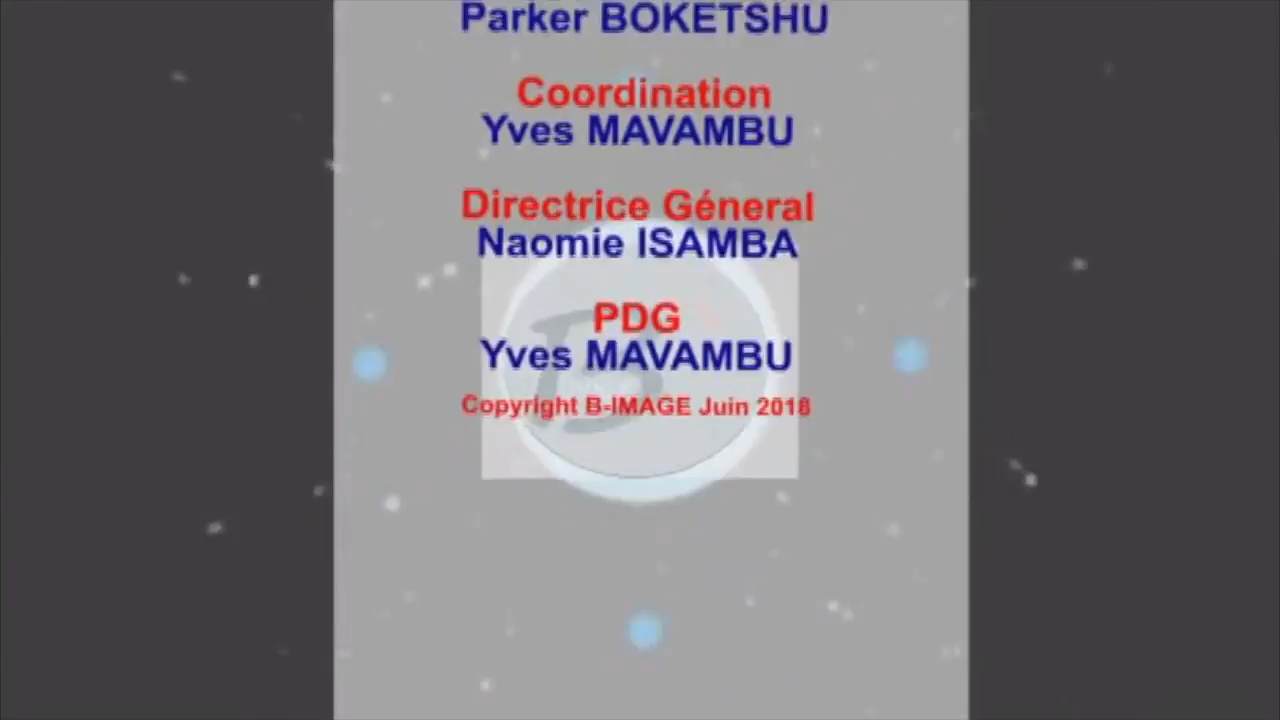 Parker BOKETSHU
Coordination
Yves MAVAMBU
Directrice Géneral
Naomie ISAMBA
PDG
Yves MAVAMBU
Copyright B-IMAGE Juin 2018